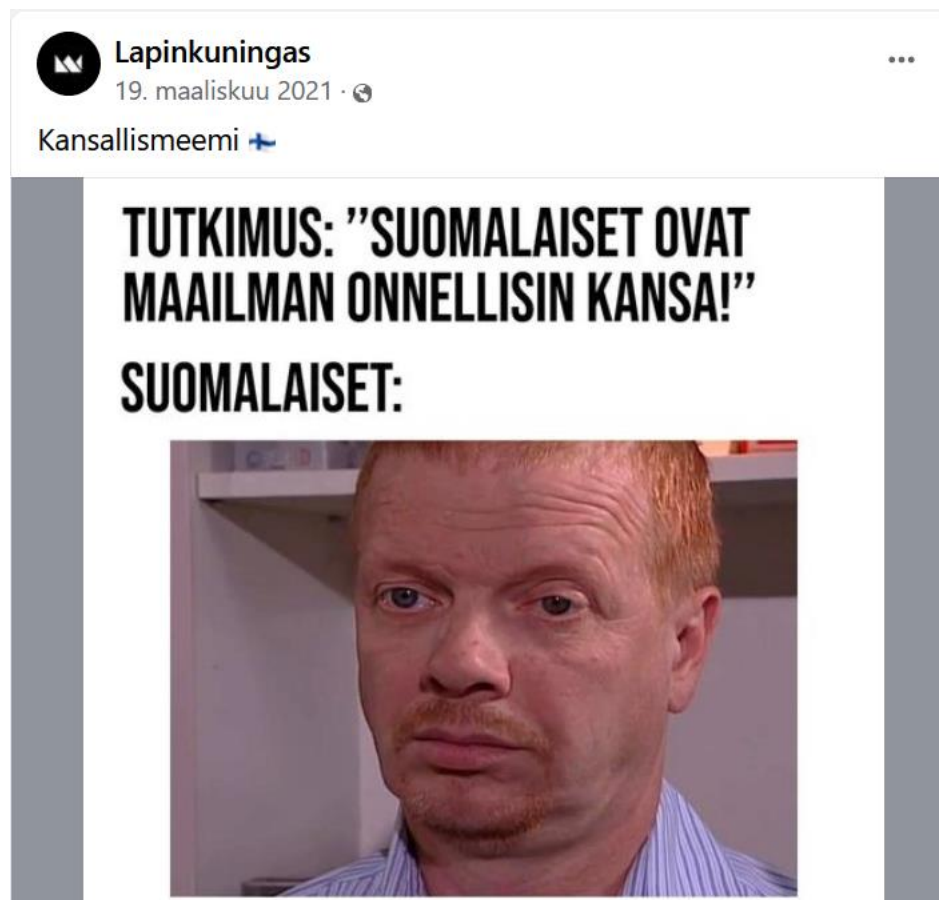 Lapinkuningas
19. maaliskuu 2021 ·
Kansallismeemi
TUTKIMUS: ”SUOMALAISET OVAT
MAAILMAN ONNELLISIN KANSA!”
SUOMALAISET: